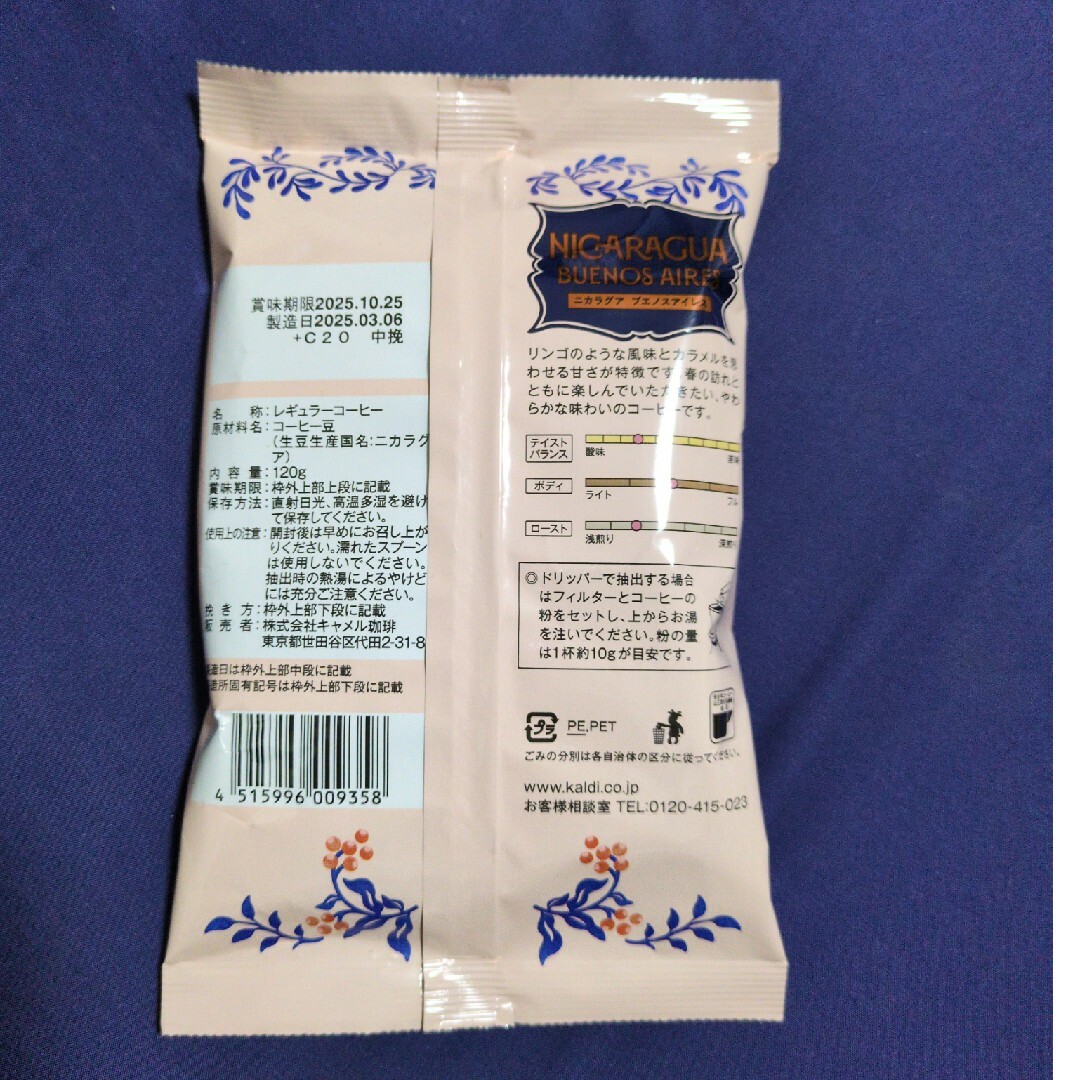 賞味期限2025.10.25
製造日2025.03.06
+C20 中挽
名 称:レギュラーコーヒー
原材料名:コーヒー豆
(生豆生産国名:ニカラグ
ア)
内容量:120g
賞味期限:枠外上部上段に記載
保存方法:直射日光、高温多湿を避け
て保存してください。
使用上の注意:開封後は早めにお召し上が
りください。濡れたスプーン
は使用しないでください。
抽出時の熱湯によるやけど
には充分ご注意ください。
挽き方:枠外上部下段に記載
販売者:株式会社キャメル珈琲
東京都世田谷区代田2-31-8
造日は枠外上部中段に記載
造所固有記号は枠外上部下段に記載
4 515996 009358
NICARAGUA
BUENOS AIRES
ニカラグア ブエノスアイレス
リンゴのような風味とカラメルを思
わせる甘さが特徴です。春の訪れと
ともに楽しんでいただきたい、やわ
らかな味わいのコーヒーです。
テイスト
バランス
酸味
苦味
ボディ
ライト
フル
ロースト
浅煎り
深煎り
◎ドリッパーで抽出する場合
はフィルターとコーヒーの
粉をセットし、上からお湯
を注いでください。粉の量
は1杯約10gが目安です。
プラ PE,PET
ごみの分別は各自治体の区分に従ってください。
www.kaldi.co.jp
お客様相談室 TEL:0120-415-023